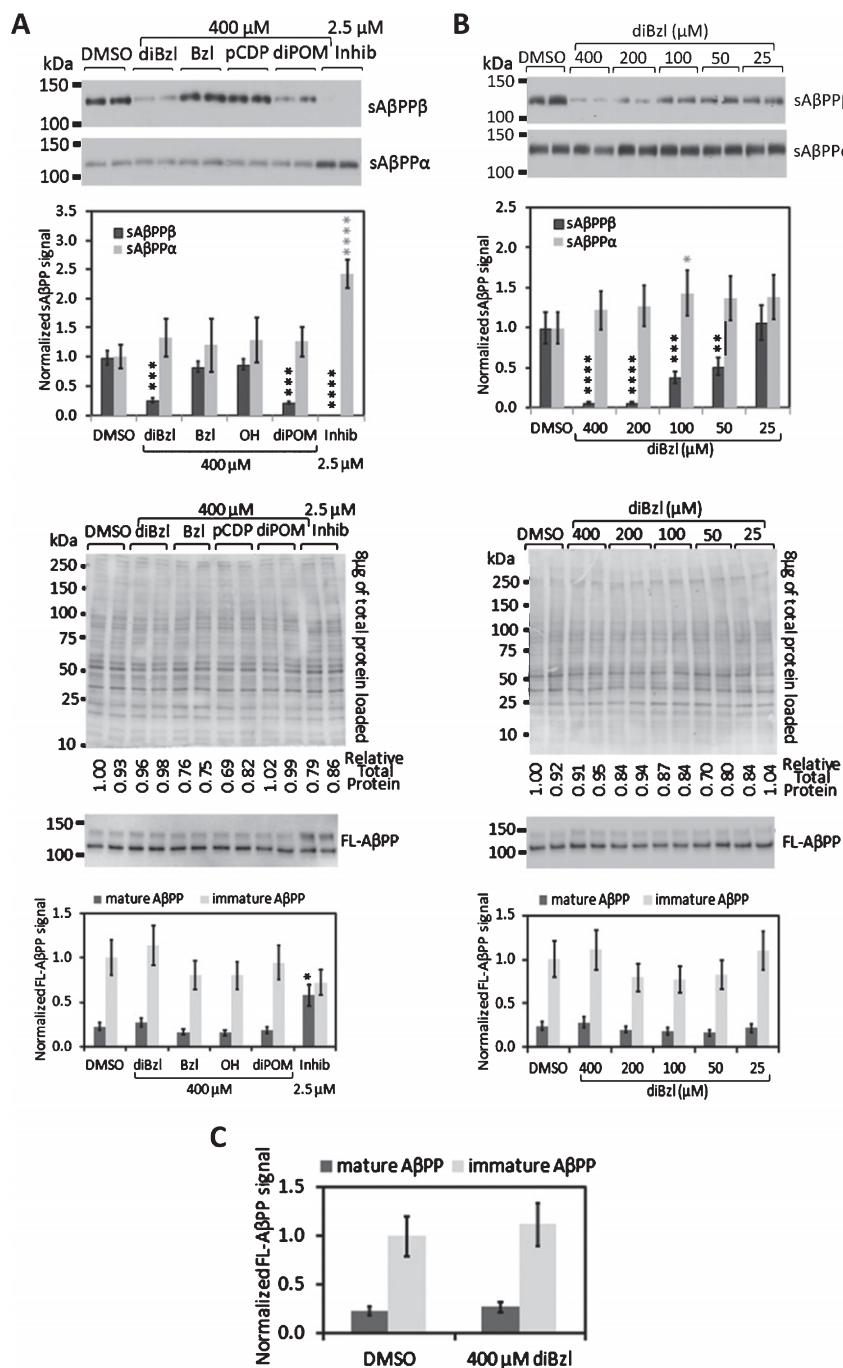 A
400 µM
2.5 µM
kDa
DMSO diBzl Bzl pCDP diPOM Inhib
150
100
sAβPPβ
150
100
sAβPPα
3.5
3.0
2.5
2.0
1.5
1.0
0.5
0.0
Normalized sAβPP signal
sAβPPβ
sAβPPα
***
***
****
****
DMSO diBzl Bzl OH diPOM Inhib
400 µM
2.5 µM
400 µM
2.5 µM
kDa
DMSO diBzl Bzl pCDP diPOM Inhib
250
150
100
75
50
25
10
8µg of total protein loaded
1.00 0.93 0.96 0.98 0.76 0.75 0.69 0.82 1.02 0.99 0.79 0.86
Relative
Total
Protein
150
100
FL-AβPP
mature AβPP immature AβPP
1.5
1.0
0.5
0.0
Normalized FL-AβPP signal
*
DMSO diBzl Bzl OH diPOM Inhib
400 µM
2.5 µM
B
diBzl (µM)
kDa
DMSO 400 200 100 50 25
150
100
sAβPPβ
150
100
sAβPPα
2.5
2.0
1.5
1.0
0.5
0.0
Normalized sAβPP signal
sAβPPβ
sAβPPα
****
****
***
*
**
DMSO 400 200 100 50 25
diBzl (µM)
diBzl (µM)
kDa
DMSO 400 200 100 50 25
250
150
100
75
50
25
10
8µg of total protein loaded
1.00 0.92 0.91 0.95 0.84 0.94 0.87 0.84 0.70 0.80 0.84 1.04
Relative
Total
Protein
150
100
FL-AβPP
mature AβPP immature AβPP
1.5
1.0
0.5
0.0
Normalized FL-AβPP signal
DMSO 400 200 100 50 25
diBzl (µM)
C
mature AβPP immature AβPP
1.5
1.0
0.5
0.0
Normalized FL-AβPP signal
DMSO 400 µM diBzl